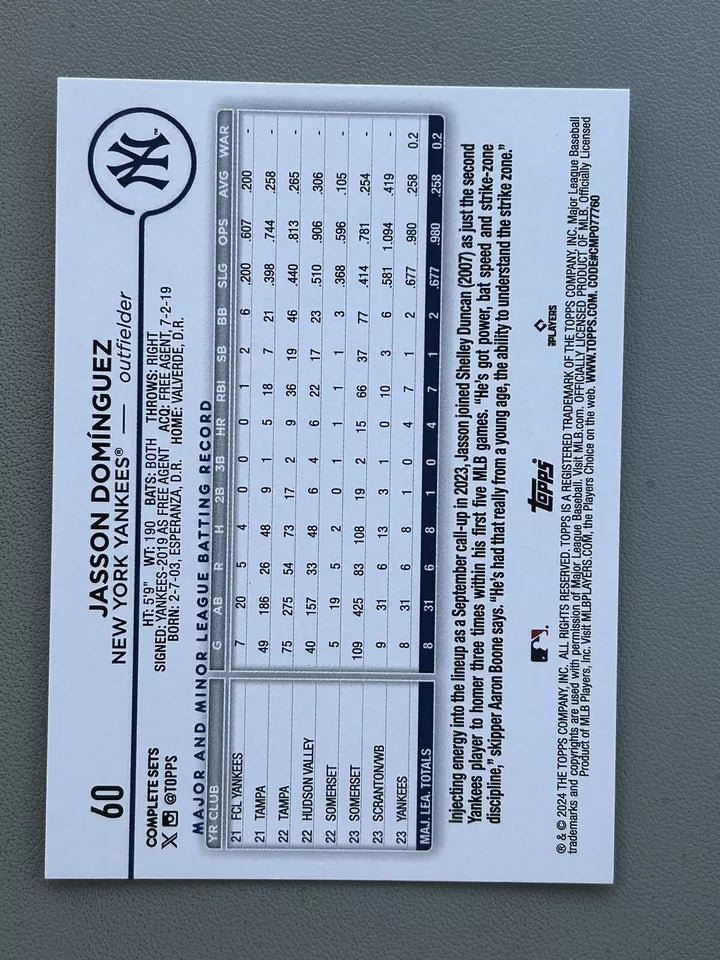 60
JASSON DOMÍNGUEZ
NEW YORK YANKEES® — outfielder
NY
COMPLETE SETS
X @TOPPS
HT: 5'9" WT: 190 BATS: BOTH THROWS: RIGHT
SIGNED: YANKEES-2019 AS FREE AGENT ACQ: FREE AGENT, 7-2-19
BORN: 2-7-03, ESPERANZA, D.R. HOME: VALVERDE, D.R.
MAJOR AND MINOR LEAGUE BATTING RECORD
YR CLUB G AB R H 2B 3B HR RBI SB BB SLG OPS AVG WAR
21 FCL YANKEES 7 20 5 4 0 0 0 1 2 6 .200 .607 .200 -
21 TAMPA 49 186 26 48 9 1 5 18 7 21 .398 .744 .258 -
22 TAMPA 75 275 54 73 17 2 9 36 19 46 .440 .813 .265 -
22 HUDSON VALLEY 40 157 33 48 6 4 6 22 17 23 .510 .906 .306 -
22 SOMERSET 5 19 5 2 0 1 1 1 1 3 .368 .596 .105 -
23 SOMERSET 109 425 83 108 19 2 15 66 37 77 .414 .781 .254 -
23 SCRANTON/WB 9 31 6 13 3 1 0 10 3 6 .581 1.094 .419 -
23 YANKEES 8 31 6 8 1 0 4 7 1 2 .677 .980 .258 0.2
MAJ. LEA. TOTALS 8 31 6 8 1 0 4 7 1 2 .677 .980 .258 0.2
Injecting energy into the lineup as a September call-up in 2023, Jasson joined Shelley Duncan (2007) as just the second
Yankees player to homer three times within his first five MLB games. "He's got power, bat speed and strike-zone
discipline," skipper Aaron Boone says. "He's had that really from a young age, the ability to understand the strike zone."
topps
PLAYERS
® & © 2024 THE TOPPS COMPANY, INC. ALL RIGHTS RESERVED. TOPPS IS A REGISTERED TRADEMARK OF THE TOPPS COMPANY, INC. Major League Baseball
trademarks and copyrights are used with permission of Major League Baseball. Visit MLB.com. OFFICIALLY LICENSED PRODUCT OF MLB. Officially Licensed
Product of MLB Players, Inc. Visit MLBPLAYERS.COM, the Players Choice on the web. WWW.TOPPS.COM. CODE#CMP077760